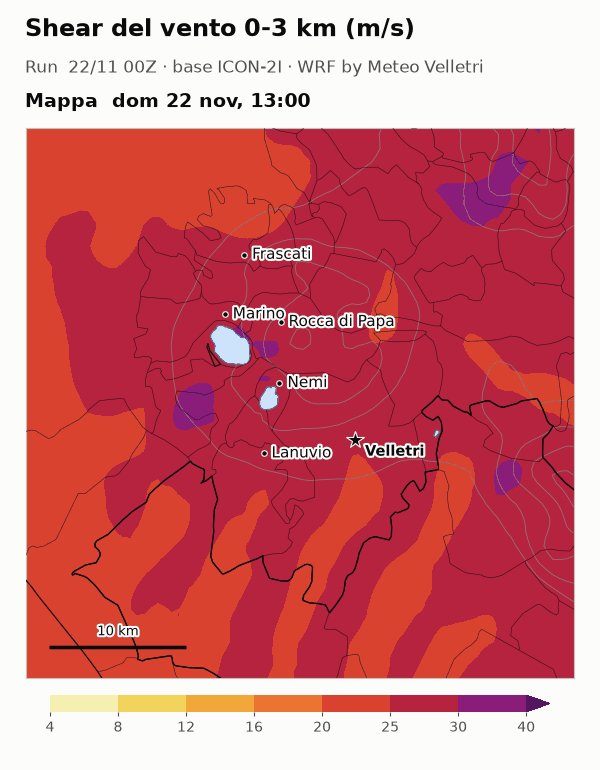 Shear del vento 0-3 km (m/s)
Run  22/11 00Z · base ICON-2I · WRF by Meteo Velletri
Mappa  dom 22 nov, 13:00
Frascati
Marino
Rocca di Papa
Nemi
Velletri
Lanuvio
10 km
4 8 12 16 20 25 30 40